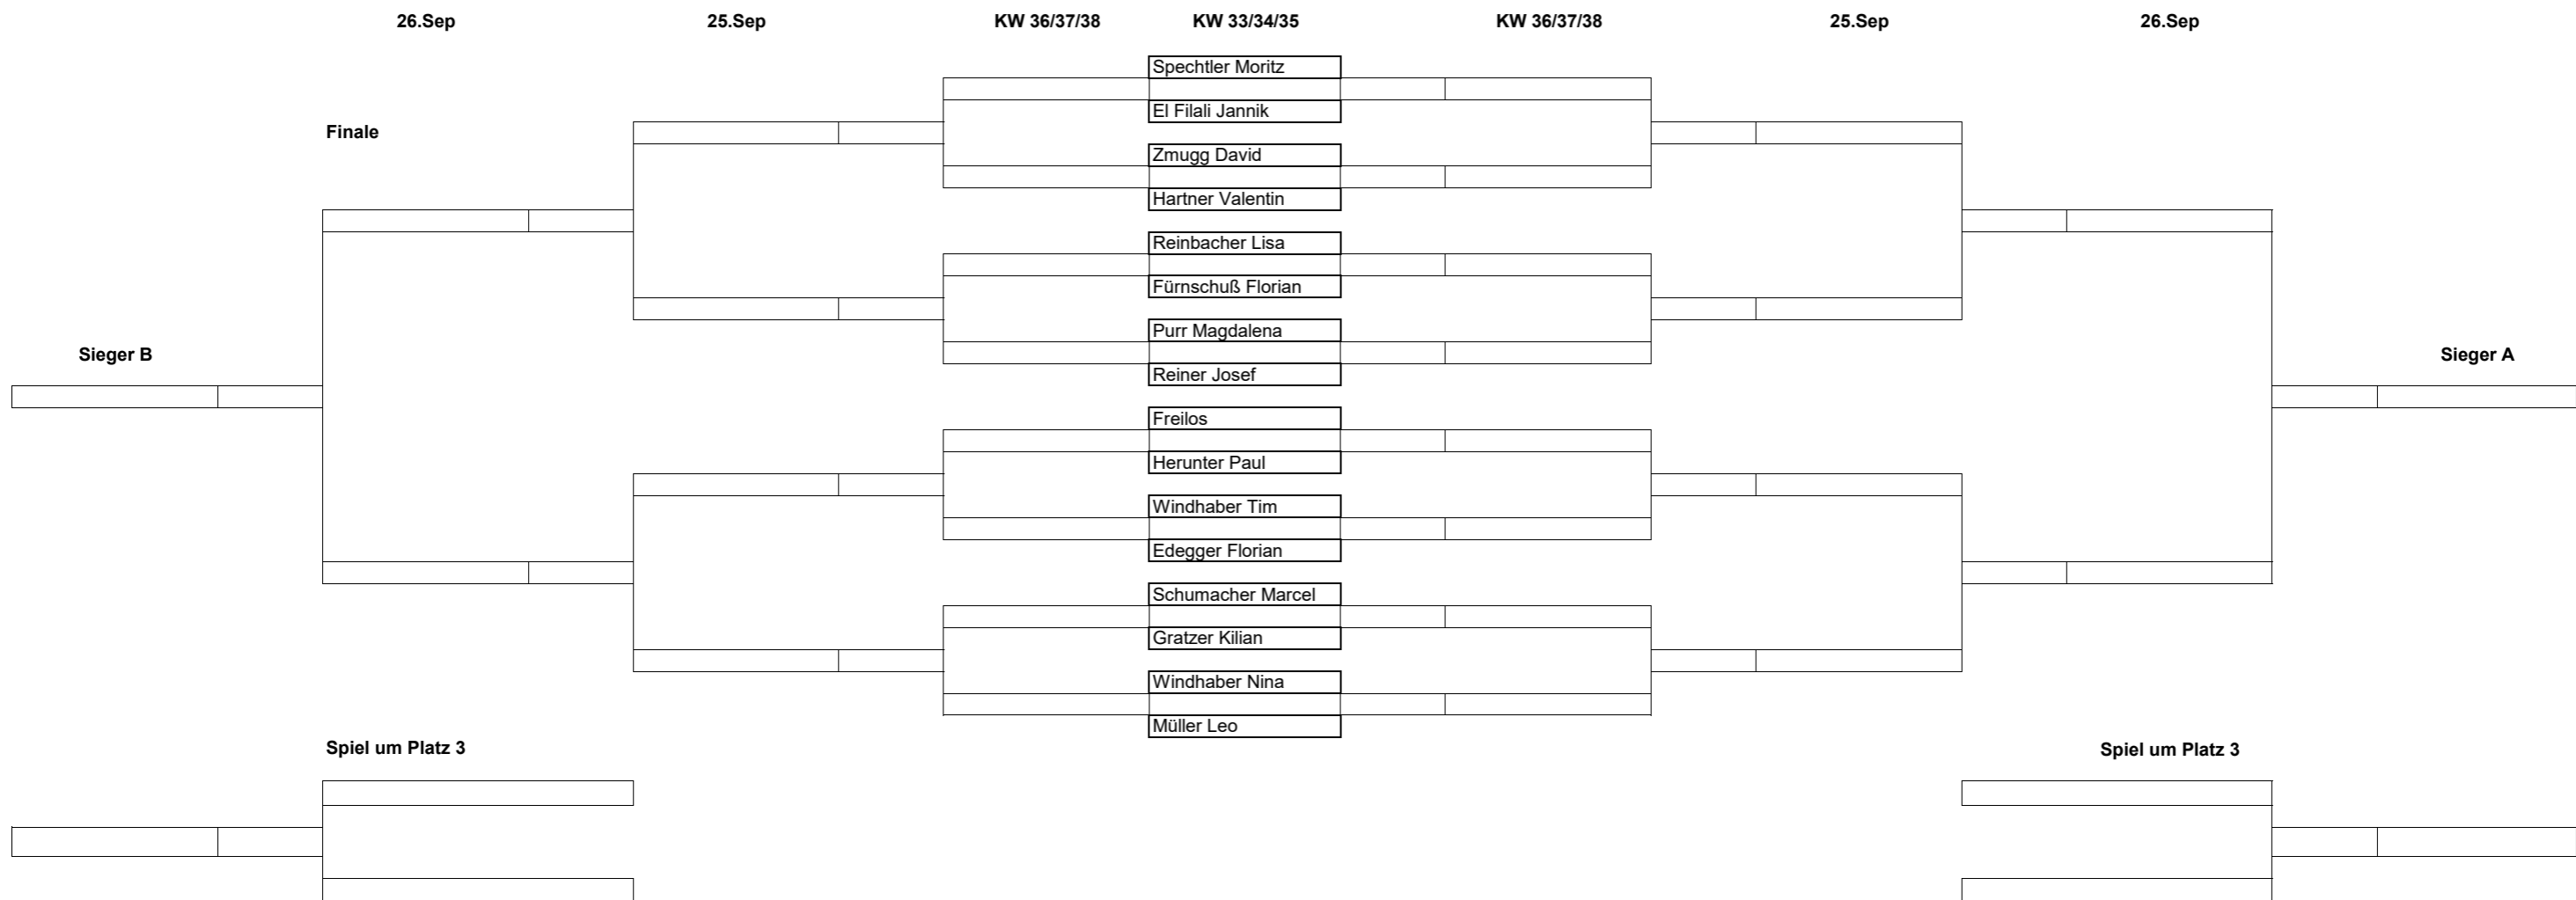 26.Sep 25.Sep KW 36/37/38 KW 33/34/35 KW 36/37/38 25.Sep 26.Sep
Spechtler Moritz
El Filali Jannik
Finale
Zmugg David
Hartner Valentin
Reinbacher Lisa
Fürnschuß Florian
Purr Magdalena
Sieger B Sieger A
Reiner Josef
Freilos
Herunter Paul
Windhaber Tim
Edegger Florian
Schumacher Marcel
Gratzer Kilian
Windhaber Nina
Müller Leo
Spiel um Platz 3 Spiel um Platz 3